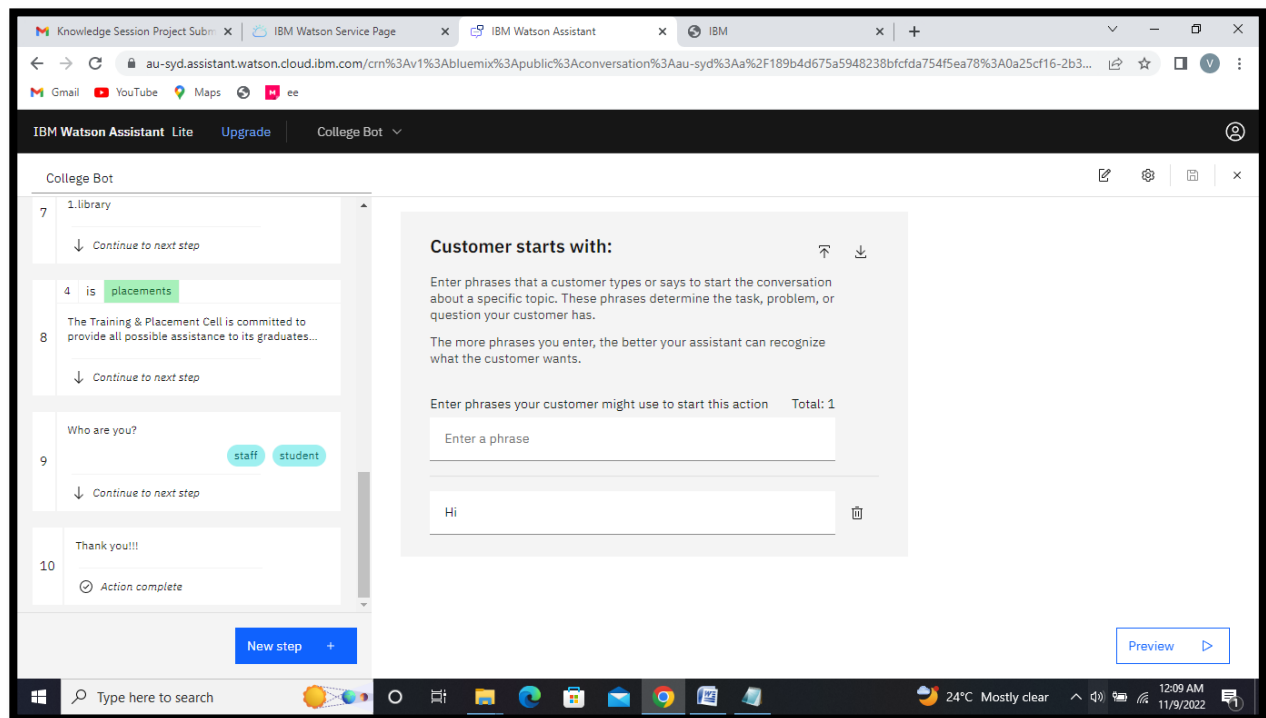 Knowledge Session Project Subm
IBM Watson Service Page
IBM Watson Assistant
IBM
au-syd.assistant.watson.cloud.ibm.com/crn%3Av1%3Abluemix%3Apublic%3Aconversation%3Aau-syd%3Aa%2F189b4d675a5948238bfcfda754f5ea78%3A0a25cf16-2b3...
V
Gmail YouTube Maps ee
IBM Watson Assistant Lite Upgrade College Bot
College Bot
7
1.library
Continue to next step
4 is placements
8
The Training & Placement Cell is committed to
provide all possible assistance to its graduates...
Continue to next step
9
Who are you?
staff student
Continue to next step
10
Thank you!!!
Action complete
New step +
Customer starts with:
Enter phrases that a customer types or says to start the conversation
about a specific topic. These phrases determine the task, problem, or
question your customer has.
The more phrases you enter, the better your assistant can recognize
what the customer wants.
Enter phrases your customer might use to start this action Total: 1
Enter a phrase
Hi
Preview
Type here to search
24°C Mostly clear
12:09 AM
11/9/2022
1